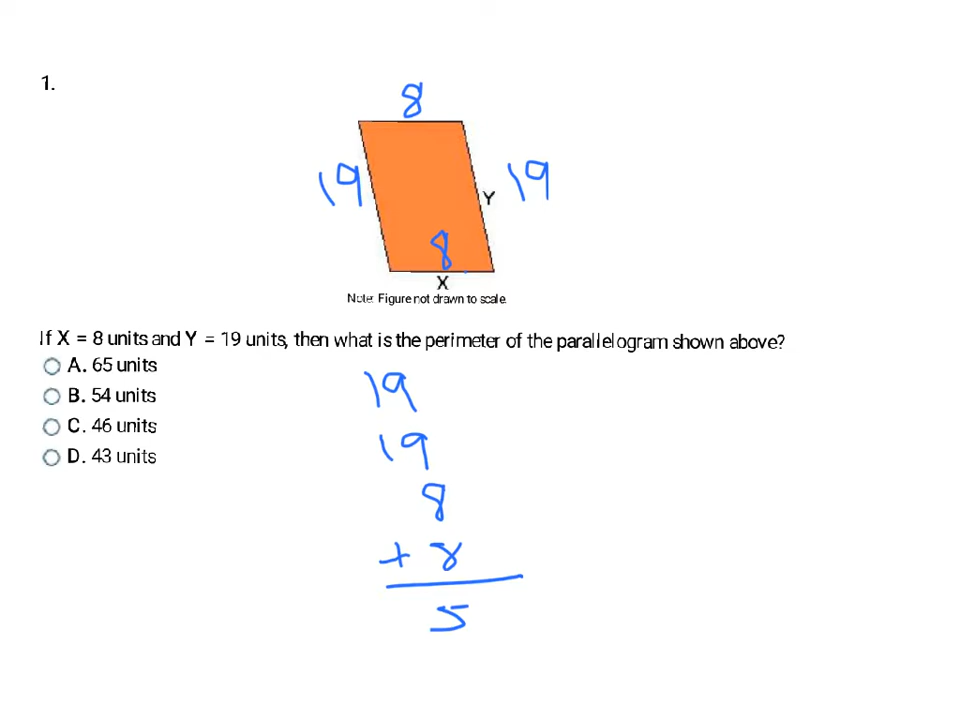 1.
8
19
Y
19
8
X
Note: Figure not drawn to scale.
If X = 8 units and Y = 19 units, then what is the perimeter of the parallelogram shown above?
A. 65 units
B. 54 units
C. 46 units
D. 43 units
19
19
8
+ 8
5